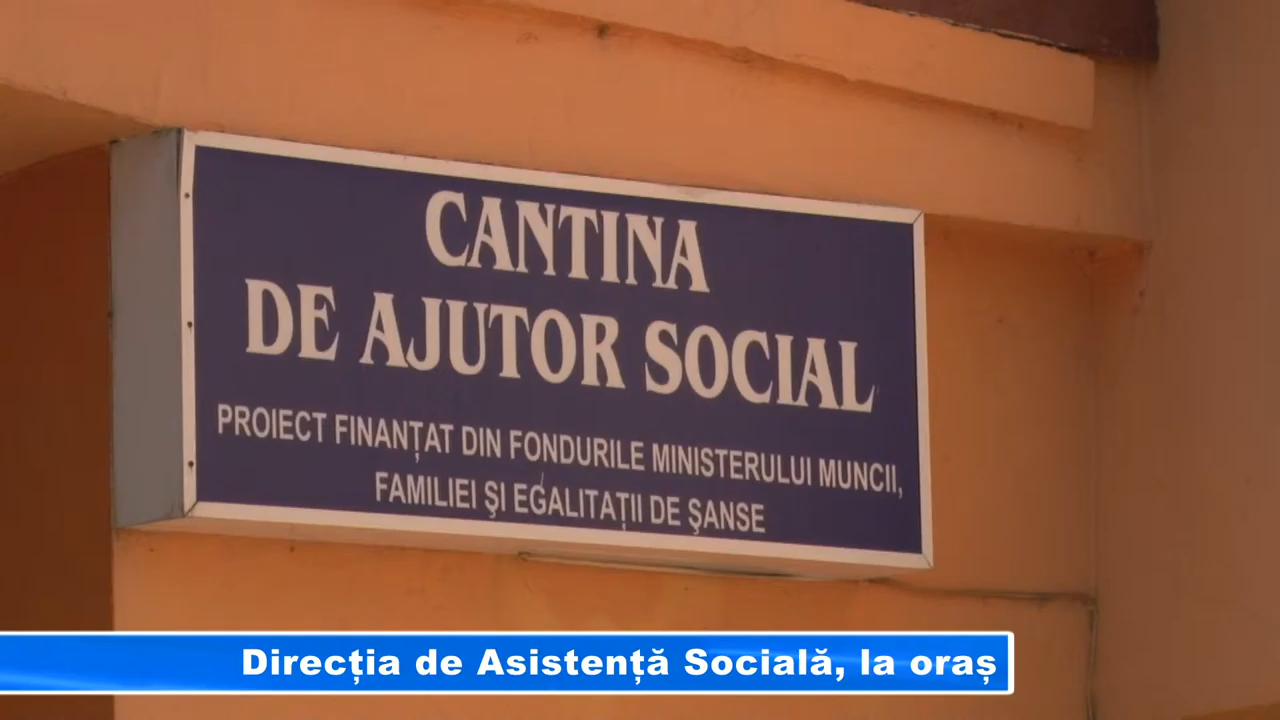 CANTINA
DE AJUTOR SOCIAL
PROIECT FINANȚAT DIN FONDURILE MINISTERULUI MUNCII,
FAMILIEI ŞI EGALITAȚII DE ŞANSE
Direcția de Asistență Socială, la oraș